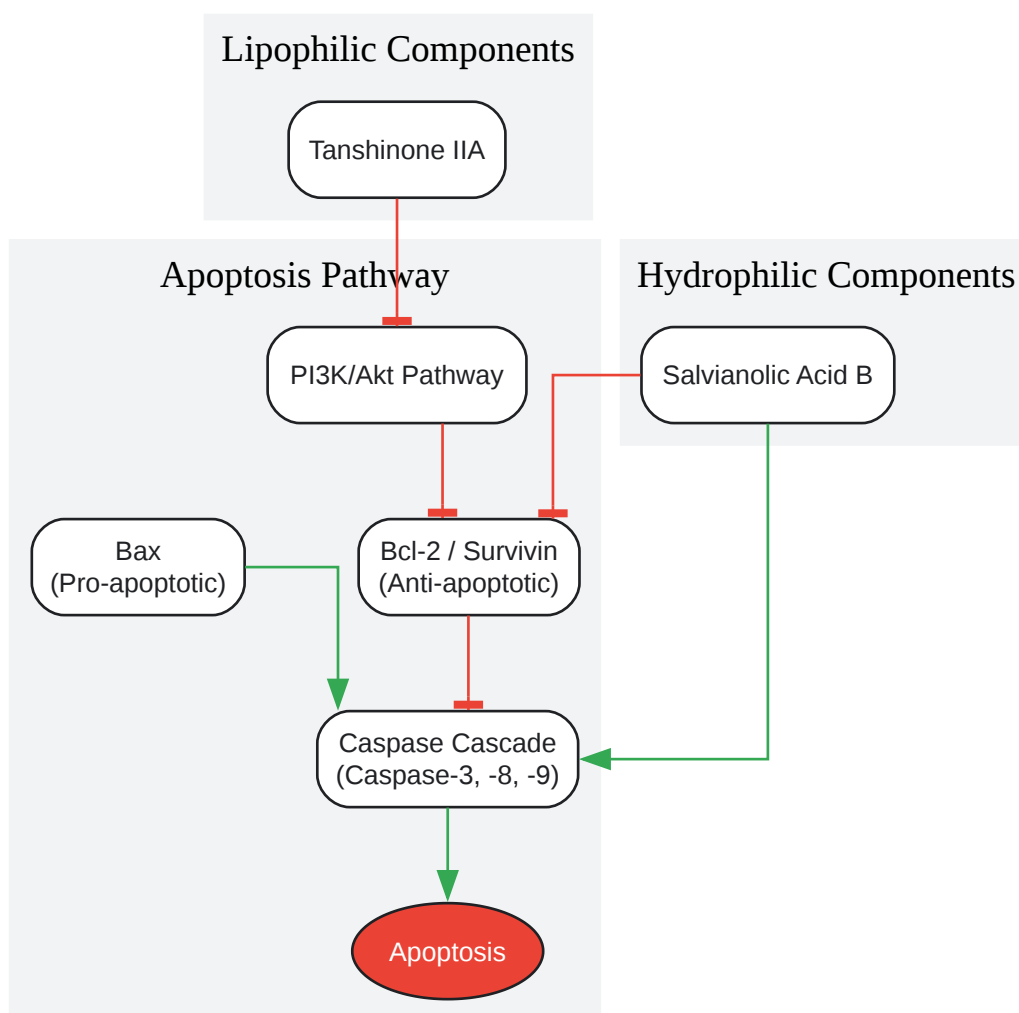 Lipophilic Components
Tanshinone IIA
Apoptosis Pathway
Hydrophilic Components
PI3K/Akt Pathway
Salvianolic Acid B
Bax
(Pro-apoptotic)
Bcl-2 / Survivin
(Anti-apoptotic)
Caspase Cascade
(Caspase-3, -8, -9)
Apoptosis